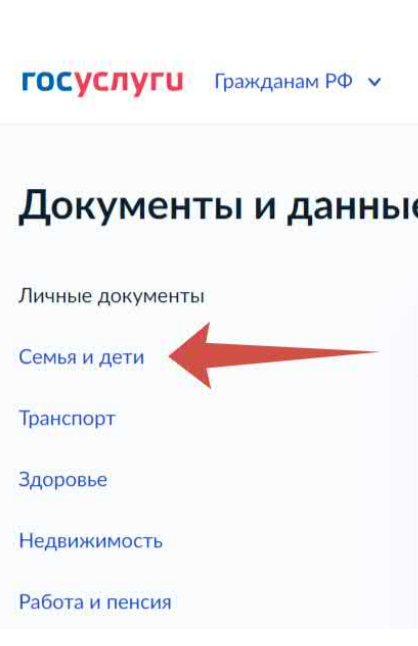 госуслуги Гражданам РФ
Документы и данные
Личные документы
Семья и дети
Транспорт
Здоровье
Недвижимость
Работа и пенсия